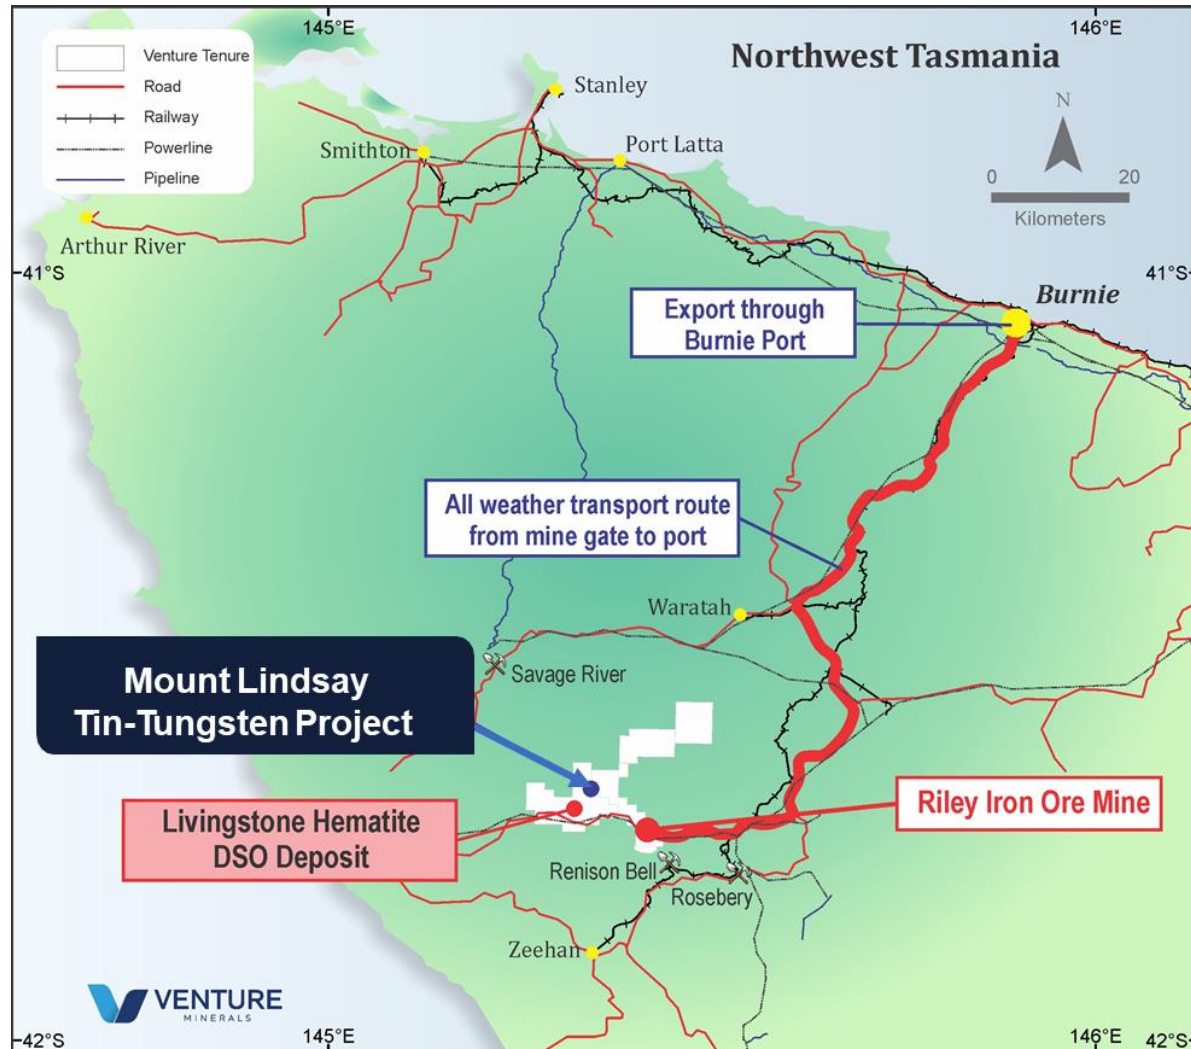 145°E
146°E
Northwest Tasmania
Venture Tenure
Road
Railway
Powerline
Pipeline
N
0
20
Kilometers
Stanley
Smithton
Port Latta
Arthur River
41°S
41°S
Burnie
Export through
Burnie Port
All weather transport route
from mine gate to port
Waratah
Savage River
Mount Lindsay
Tin-Tungsten Project
Livingstone Hematite
DSO Deposit
Riley Iron Ore Mine
Renison Bell
Rosebery
Zeehan
VENTURE
MINERALS
42°S
145°E
146°E
42°S